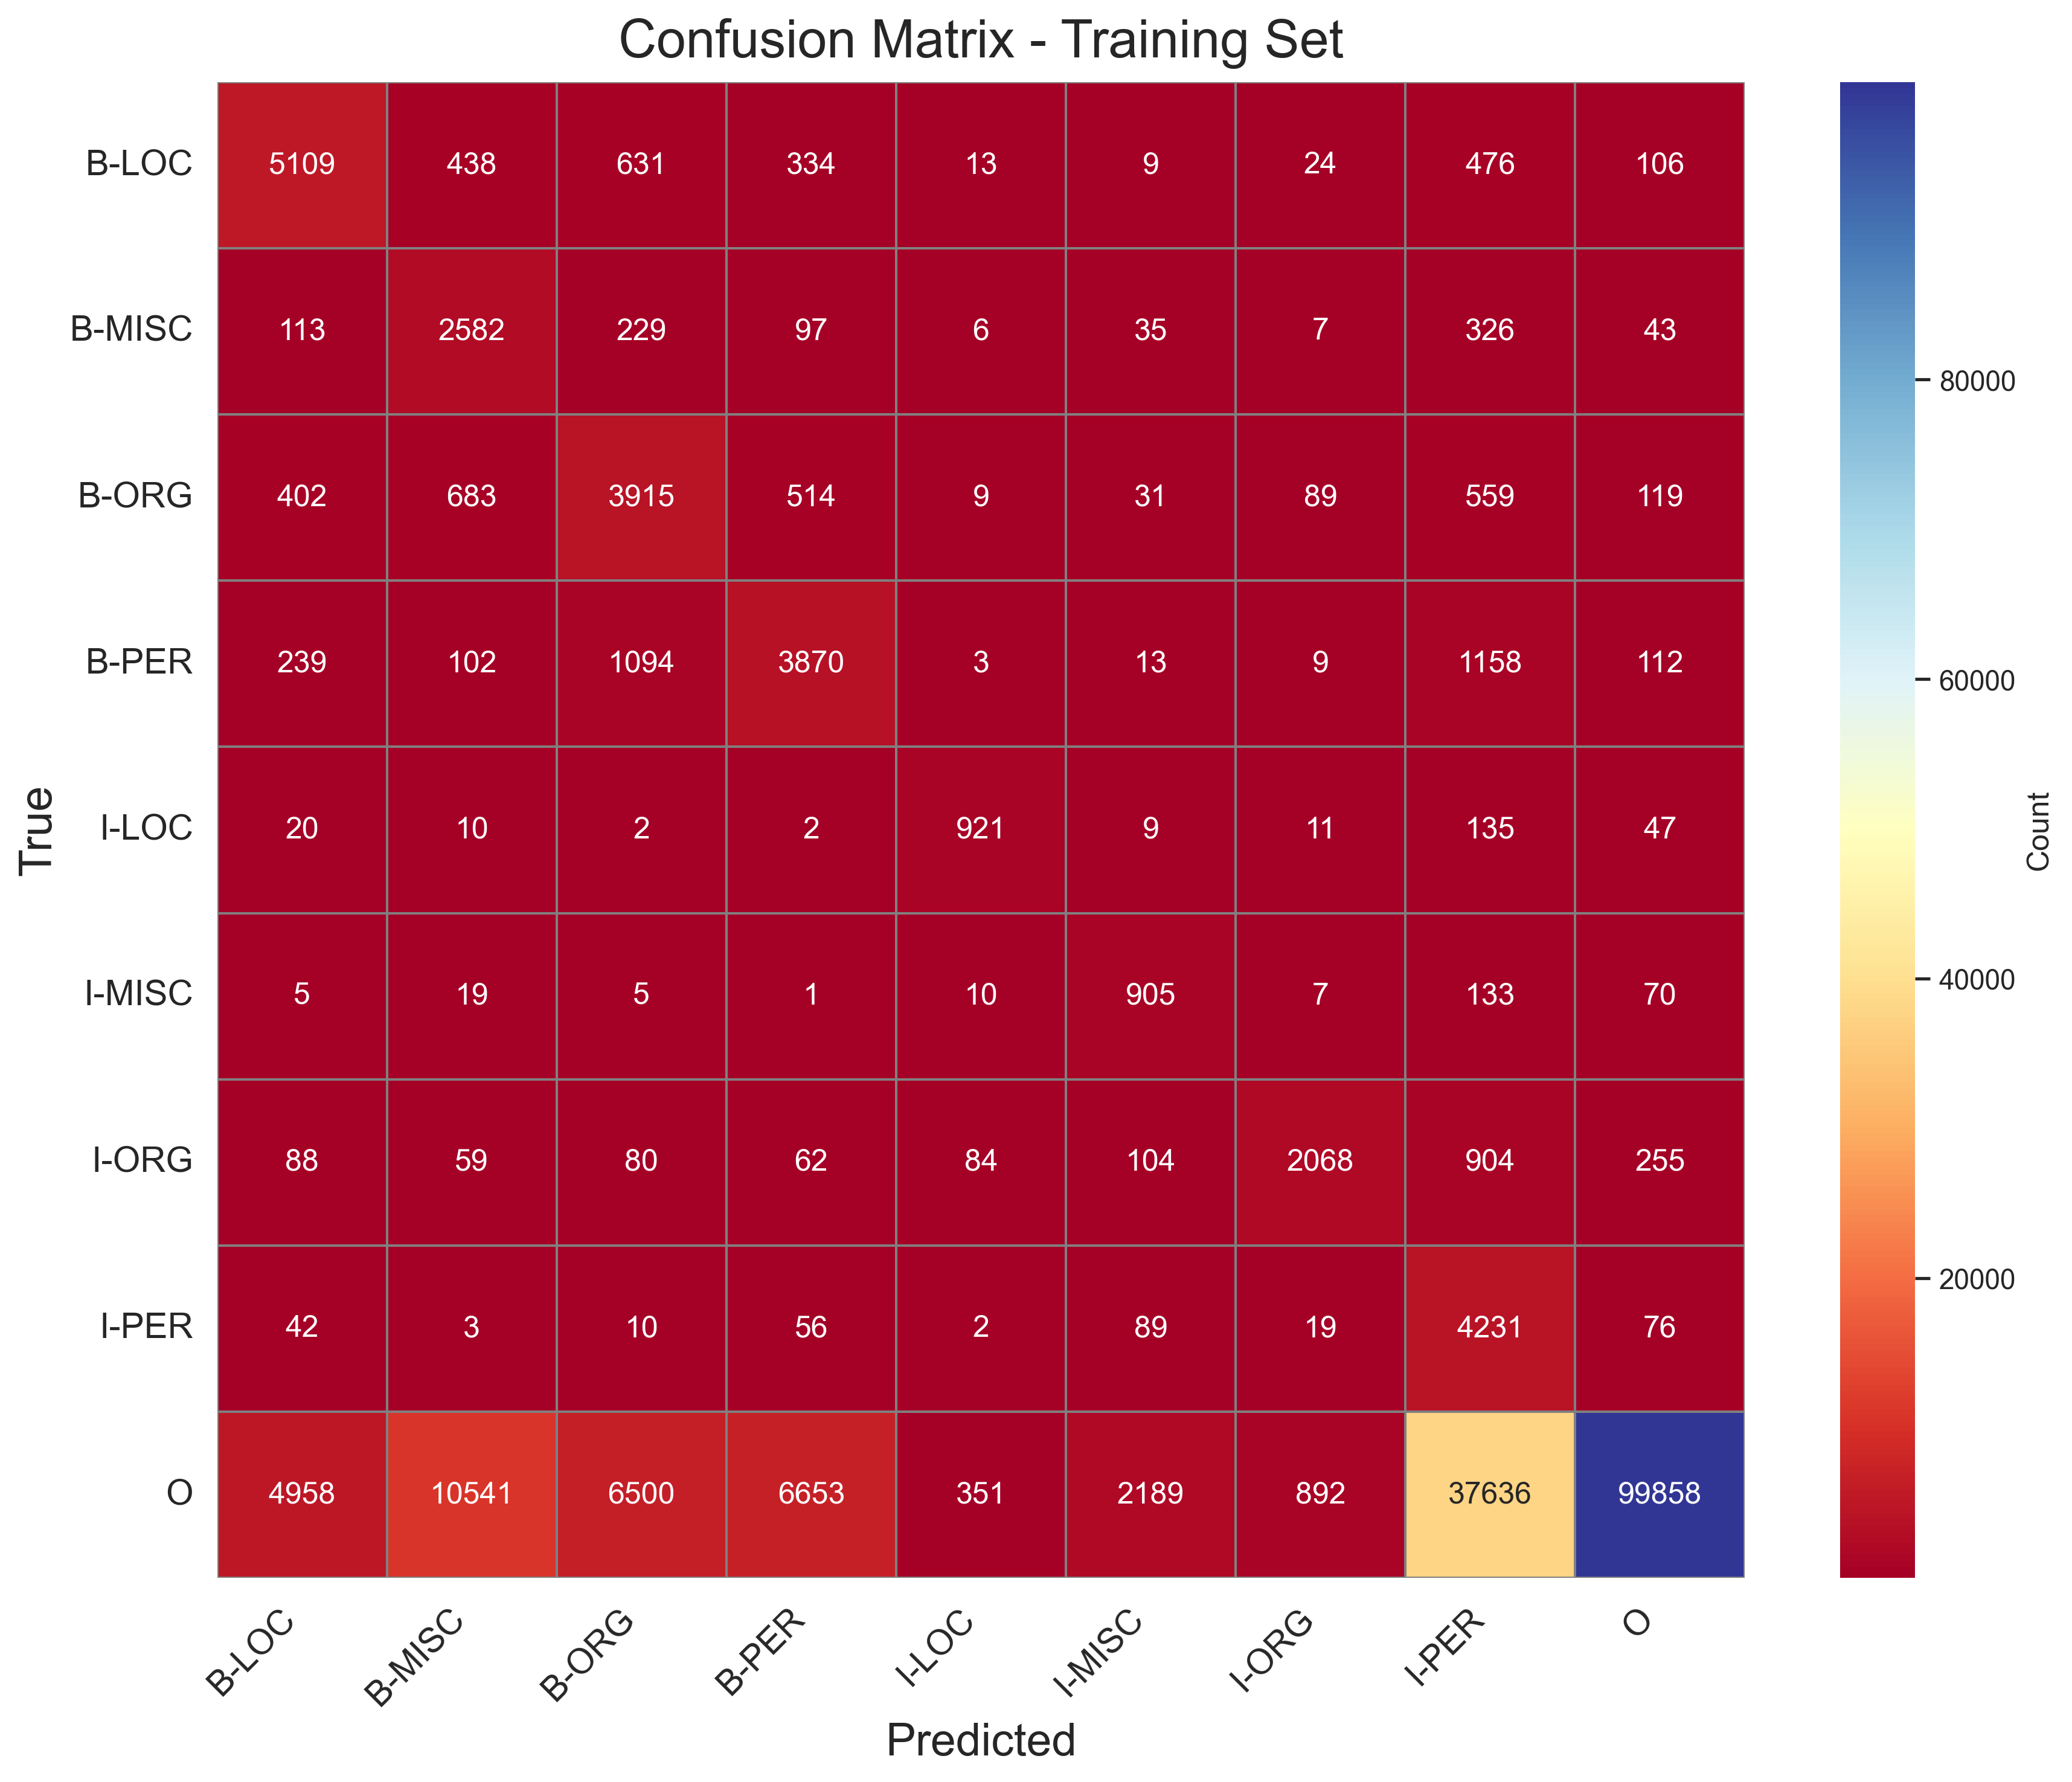 Confusion Matrix - Training Set
B-LOC 5109 438 631 334 13 9 24 476 106
B-MISC 113 2582 229 97 6 35 7 326 43
B-ORG 402 683 3915 514 9 31 89 559 119
B-PER 239 102 1094 3870 3 13 9 1158 112
I-LOC 20 10 2 2 921 9 11 135 47
I-MISC 5 19 5 1 10 905 7 133 70
I-ORG 88 59 80 62 84 104 2068 904 255
I-PER 42 3 10 56 2 89 19 4231 76
O 4958 10541 6500 6653 351 2189 892 37636 99858
B-LOC B-MISC B-ORG B-PER I-LOC I-MISC I-ORG I-PER O
Predicted
True
80000
60000
40000
20000
Count